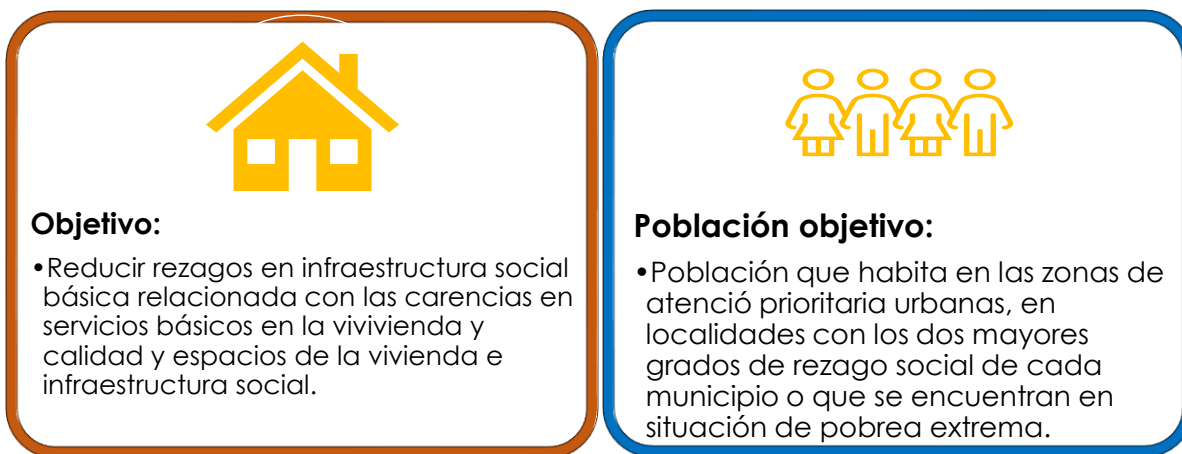 Objetivo:
•Reducir rezagos en infraestructura social
básica relacionada con las carencias en
servicios básicos en la vivivienda y
calidad y espacios de la vivienda e
infraestructura social.
Pobláción objetivo:
•Población que habita en las zonas de
atenció prioritaria urbanas, en
localidades con los dos mayores
grados de rezago social de cada
municipio o que se encuentran en
situación de pobrea extrema.